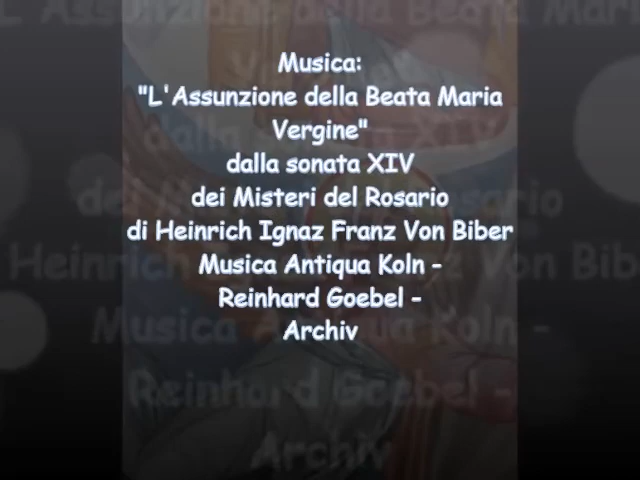 Musica:
"L'Assunzione della Beata Maria
Vergine"
dalla sonata XIV
dei Misteri del Rosario
di Heinrich Ignaz Franz Von Biber
Musica Antiqua Koln -
Reinhard Goebel -
Archiv